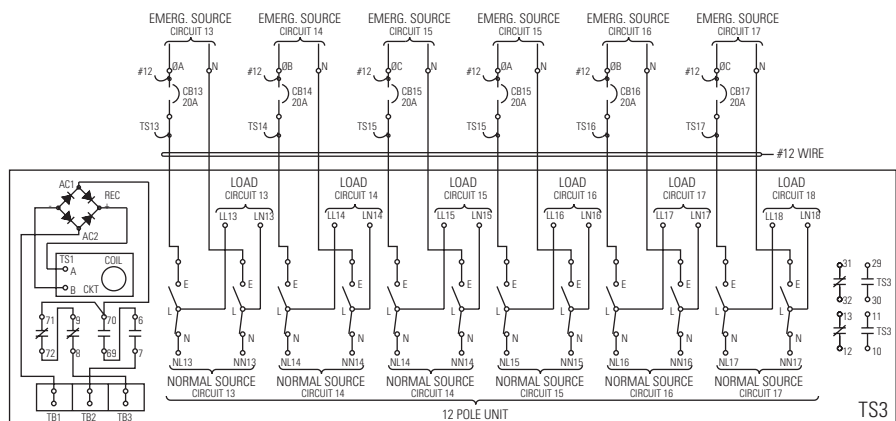 EMERG. SOURCE EMERG. SOURCE EMERG. SOURCE EMERG. SOURCE EMERG. SOURCE EMERG. SOURCE
CIRCUIT 13 CIRCUIT 14 CIRCUIT 15 CIRCUIT 15 CIRCUIT 16 CIRCUIT 17
ØA N ØB N ØC N ØA N ØB N ØC N
#12 #12 #12 #12 #12 #12
CB13 CB14 CB15 CB15 CB16 CB17
20A 20A 20A 20A 20A 20A
TS13 TS14 TS15 TS15 TS16 TS17
#12 WIRE
AC1 REC
- +
AC2
LOAD LOAD LOAD LOAD LOAD LOAD
CIRCUIT 13 CIRCUIT 14 CIRCUIT 15 CIRCUIT 16 CIRCUIT 17 CIRCUIT 18
LL13 LN13 LL14 LN14 LL15 LN15 LL16 LN16 LL17 LN17 LL18 LN18
TS1 COIL
A
B CKT
E E E E E E E E E E E E
L L L L L L L L L L L L
N N N N N N N N N N N N
31 29
TS3
32 30
13 11
TS3
12 10
71 9 70 6
72 8 69 7
NL13 NN13 NL14 NN14 NL14 NN14 NL15 NN15 NL16 NN16 NL17 NN17
NORMAL SOURCE NORMAL SOURCE NORMAL SOURCE NORMAL SOURCE NORMAL SOURCE NORMAL SOURCE
CIRCUIT 13 CIRCUIT 14 CIRCUIT 14 CIRCUIT 15 CIRCUIT 16 CIRCUIT 17
TB1 TB2 TB3
12 POLE UNIT
TS3